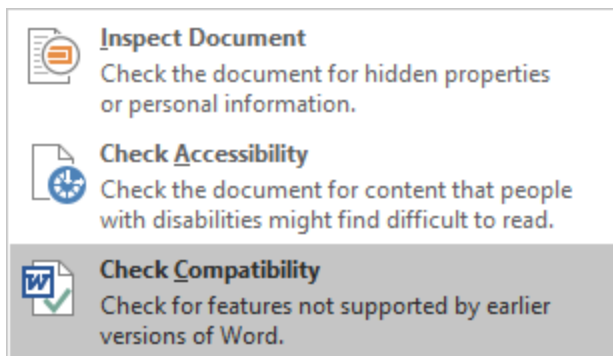 Inspect Document
Check the document for hidden properties
or personal information.
Check Accessibility
Check the document for content that people
with disabilities might find difficult to read.
Check Compatibility
Check for features not supported by earlier
versions of Word.